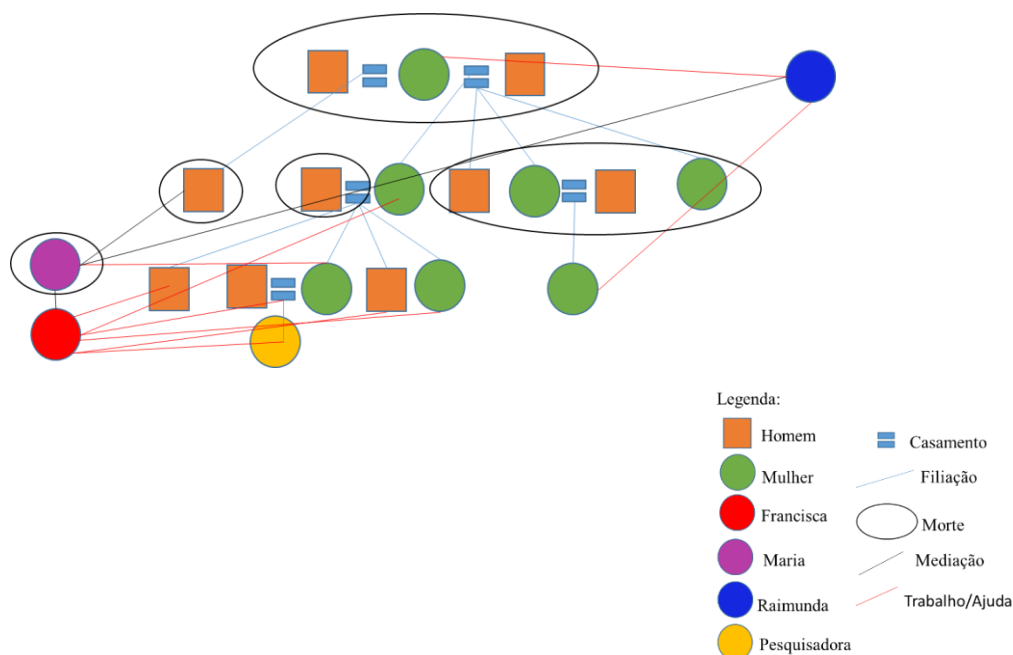 Legenda:
Homem
Casamento
Mulher
Filiação
Francisca
Morte
Maria
Mediação
Raimunda
Trabalho/Ajuda
Pesquisadora